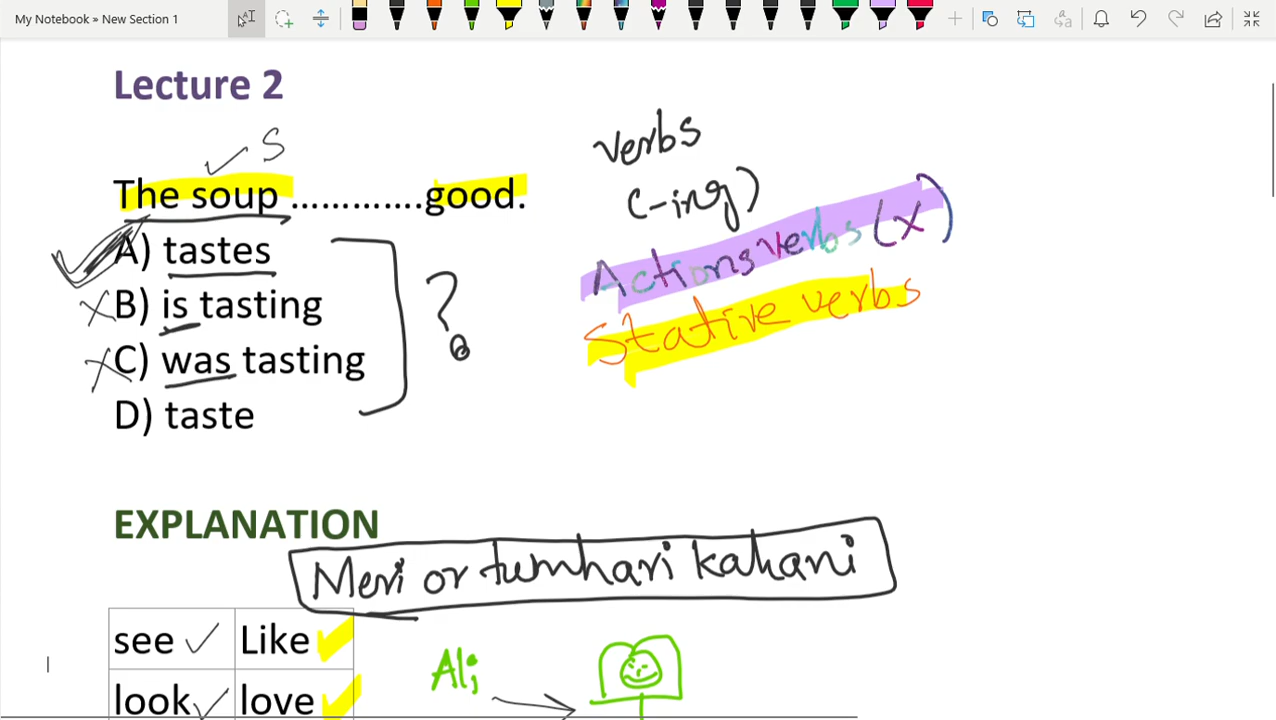 My Notebook » New Section 1
Lecture 2
S
The soup ..............good.
A) tastes
B) is tasting
C) was tasting
D) taste
?
verbs
(-ing)
Actions verbs (x)
Stative verbs
EXPLANATION
Meri or tumhari kahani
see Like
look love
Ali